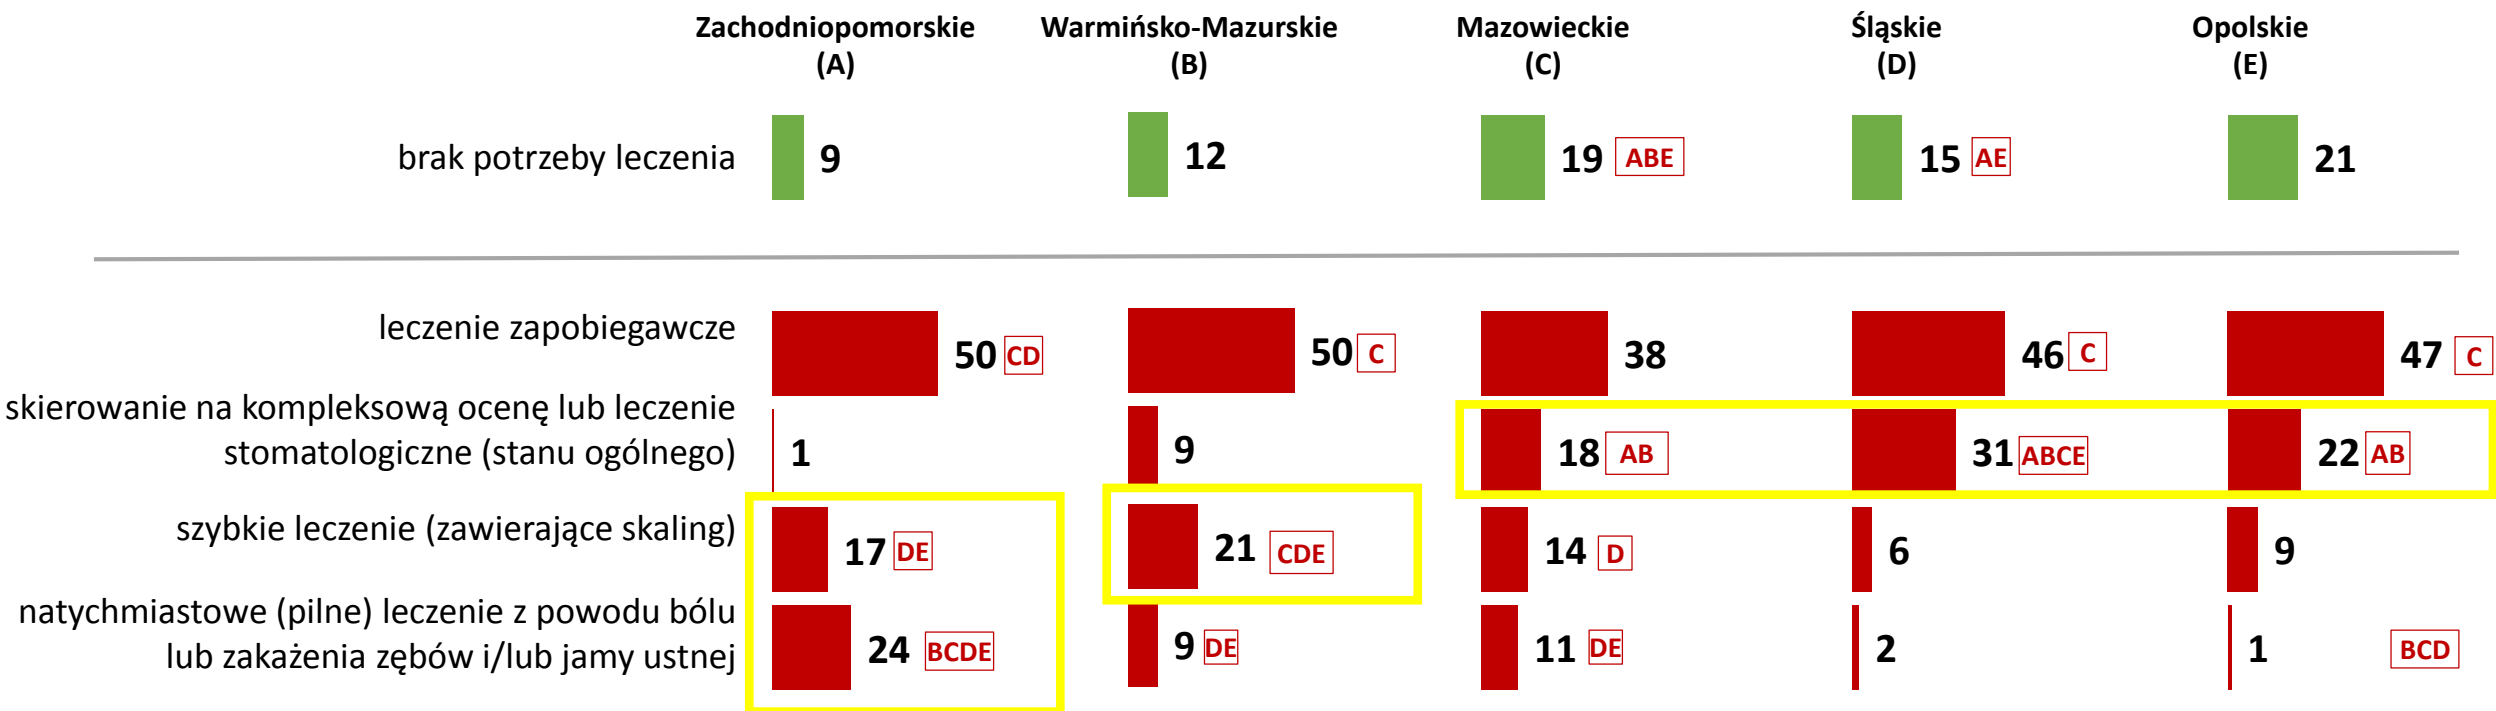 Zachodniopomorskie
(A)
Warmińsko-Mazurskie
(B)
Mazowieckie
(C)
Śląskie
(D)
Opolskie
(E)
brak potrzeby leczenia
9
12
19 ABE
15 AE
21
leczenie zapobiegawcze
50 CD
50 C
38
46 C
47 C
skierowanie na kompleksową ocenę lub leczenie
stomatologiczne (stanu ogólnego)
1
9
18 AB
31 ABCE
22 AB
szybkie leczenie (zawierające skaling)
17 DE
21 CDE
14 D
6
9
natychmiastowe (pilne) leczenie z powodu bólu
lub zakażenia zębów i/lub jamy ustnej
24 BCDE
9 DE
11 DE
2
1 BCD